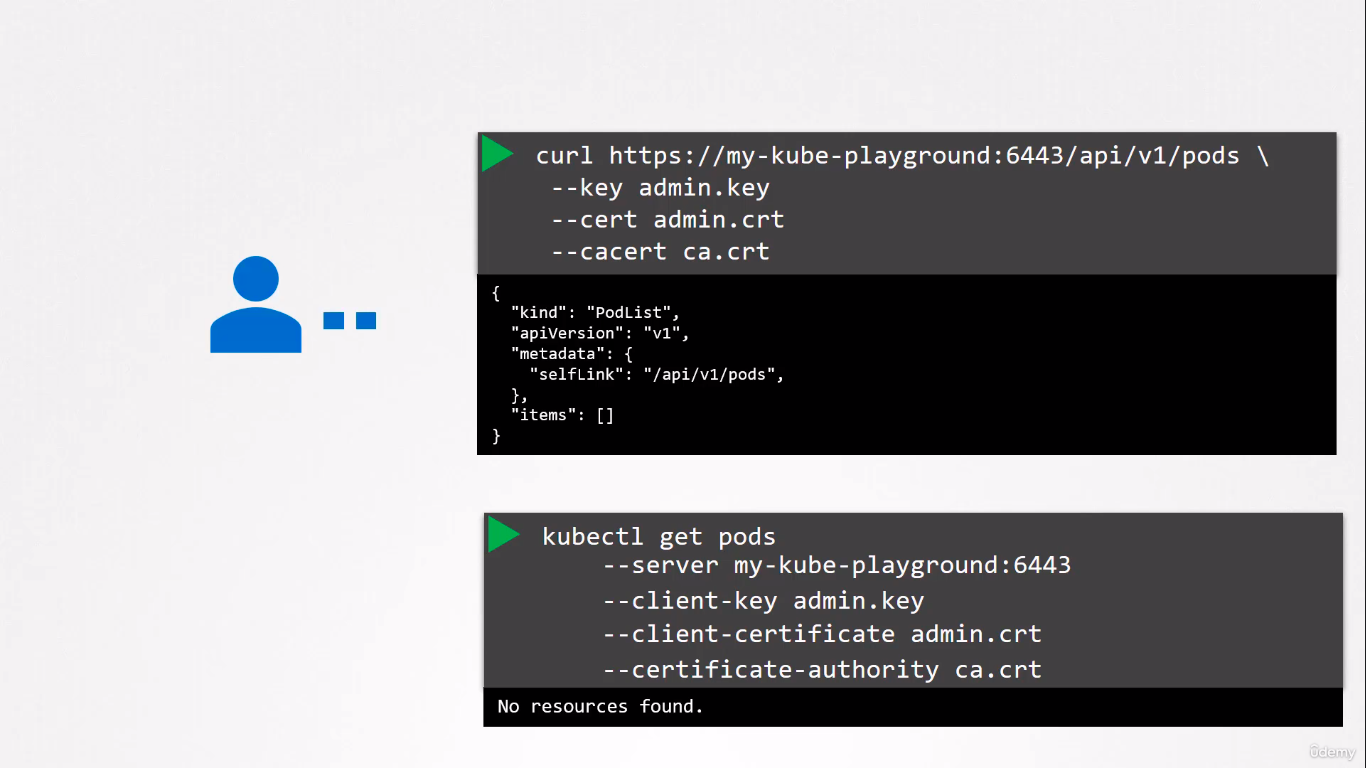 curl https://my-kube-playground:6443/api/v1/pods \
--key admin.key
--cert admin.crt
--cacert ca.crt
{
"kind": "PodList",
"apiVersion": "v1",
"metadata": {
"selfLink": "/api/v1/pods",
},
"items": []
}
kubectl get pods
--server my-kube-playground:6443
--client-key admin.key
--client-certificate admin.crt
--certificate-authority ca.crt
No resources found.
ûdemy